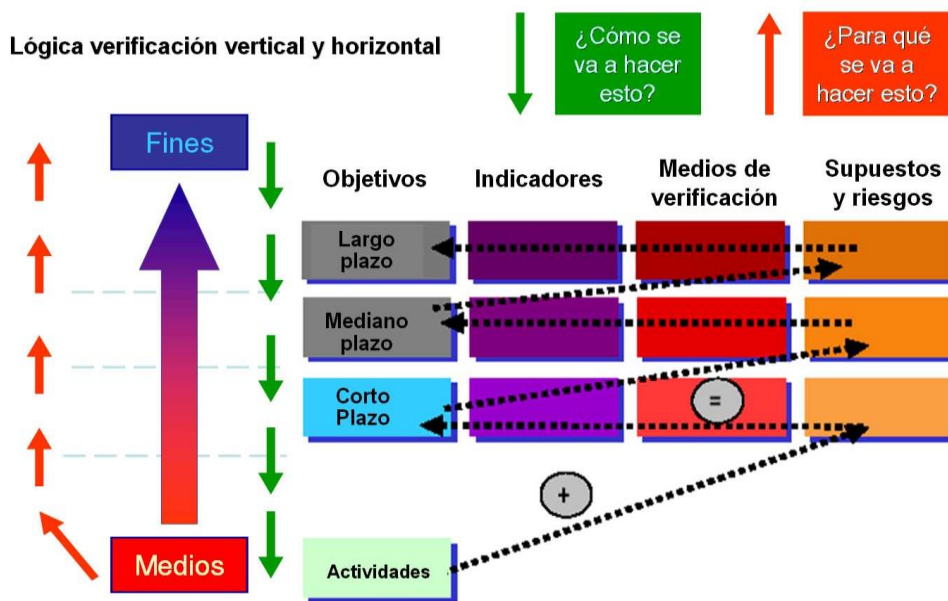 Lógica verificación vertical y horizontal
¿Cómo se
va a hacer
esto?
¿Para qué
se va a
hacer esto?
Fines
Objetivos
Indicadores
Medios de
verificación
Supuestos
y riesgos
Largo
plazo
Mediano
plazo
Corto
Plazo
=
+
Medios
Actividades